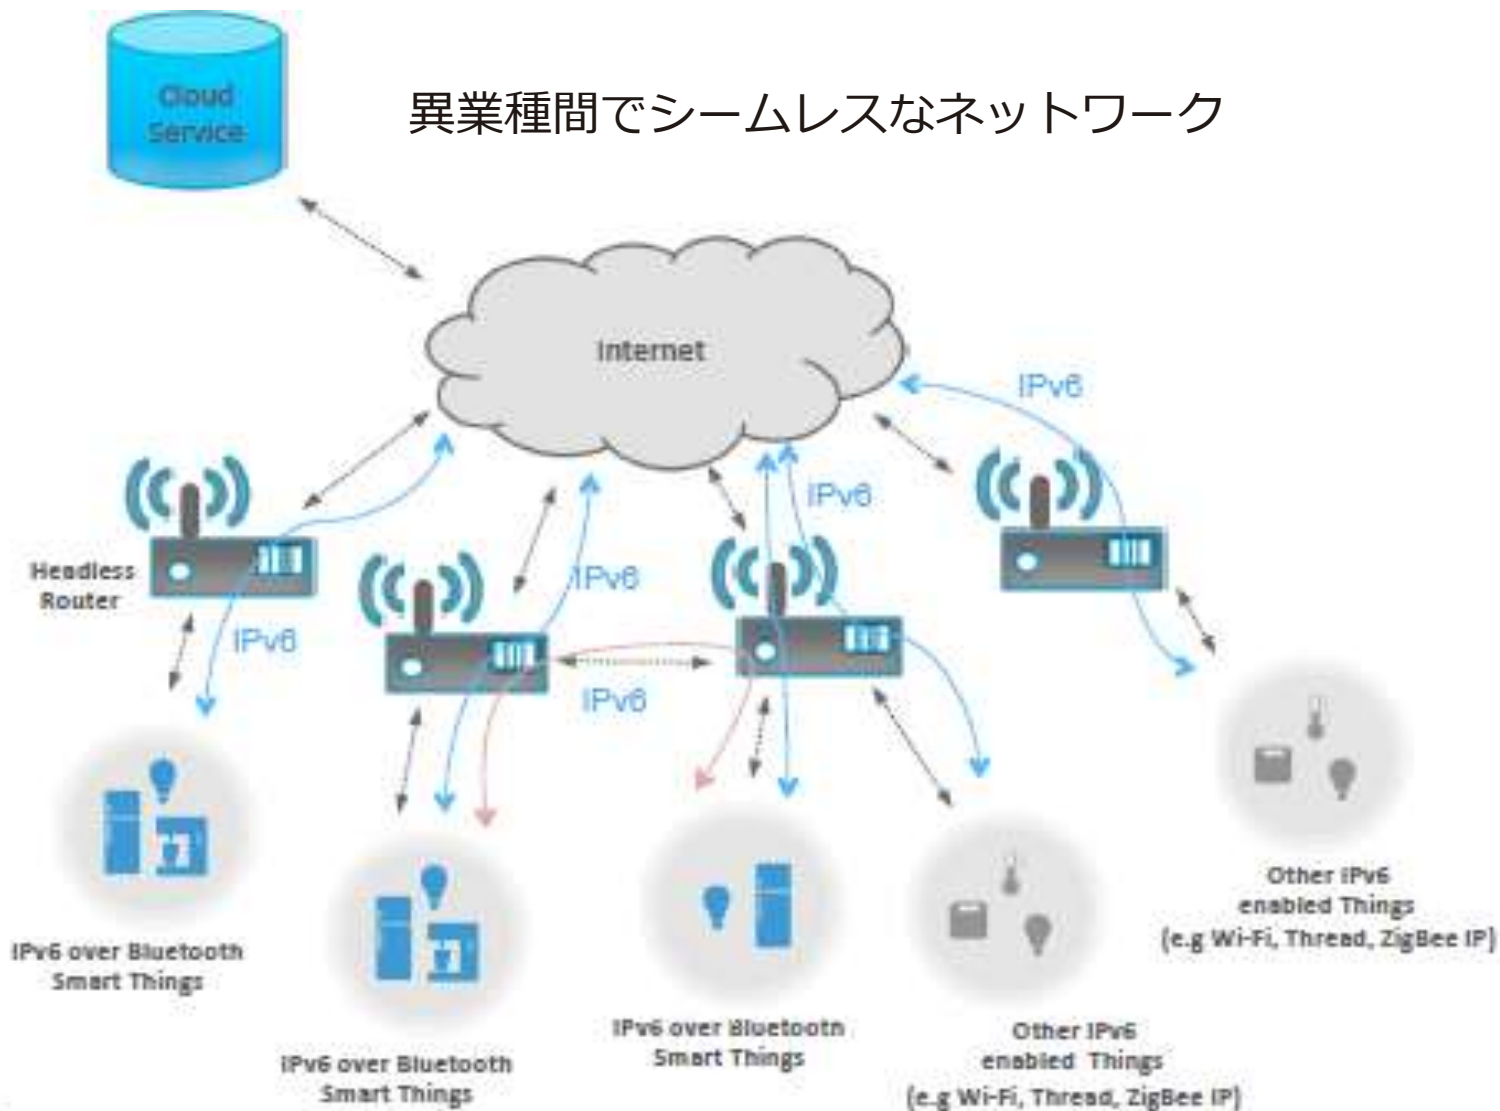 Cloud
Service
異業種間でシームレスなネットワーク
Internet
IPv6
IPv6
Headless
Router
IPv6
IPv6
IPv6
Other IPv6
enabled Things
(e.g Wi-Fi, Thread, ZigBee IP)
IPv6 over Bluetooth
Smart Things
IPv6 over Bluetooth
Smart Things
IPv6 over Bluetooth
Smart Things
Other IPv6
enabled Things
(e.g Wi-Fi, Thread, ZigBee IP)